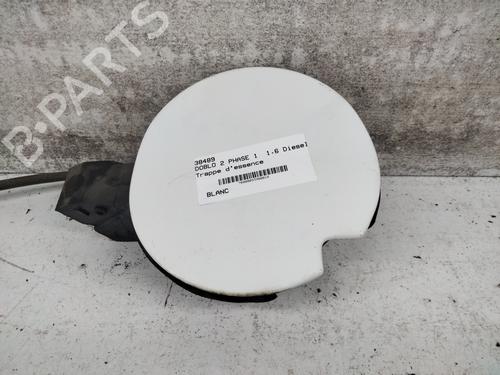 B-PARTS
38489
DOBLO 2 PHASE 1 1.6 Diesel
Trappe d'essence
BLANC